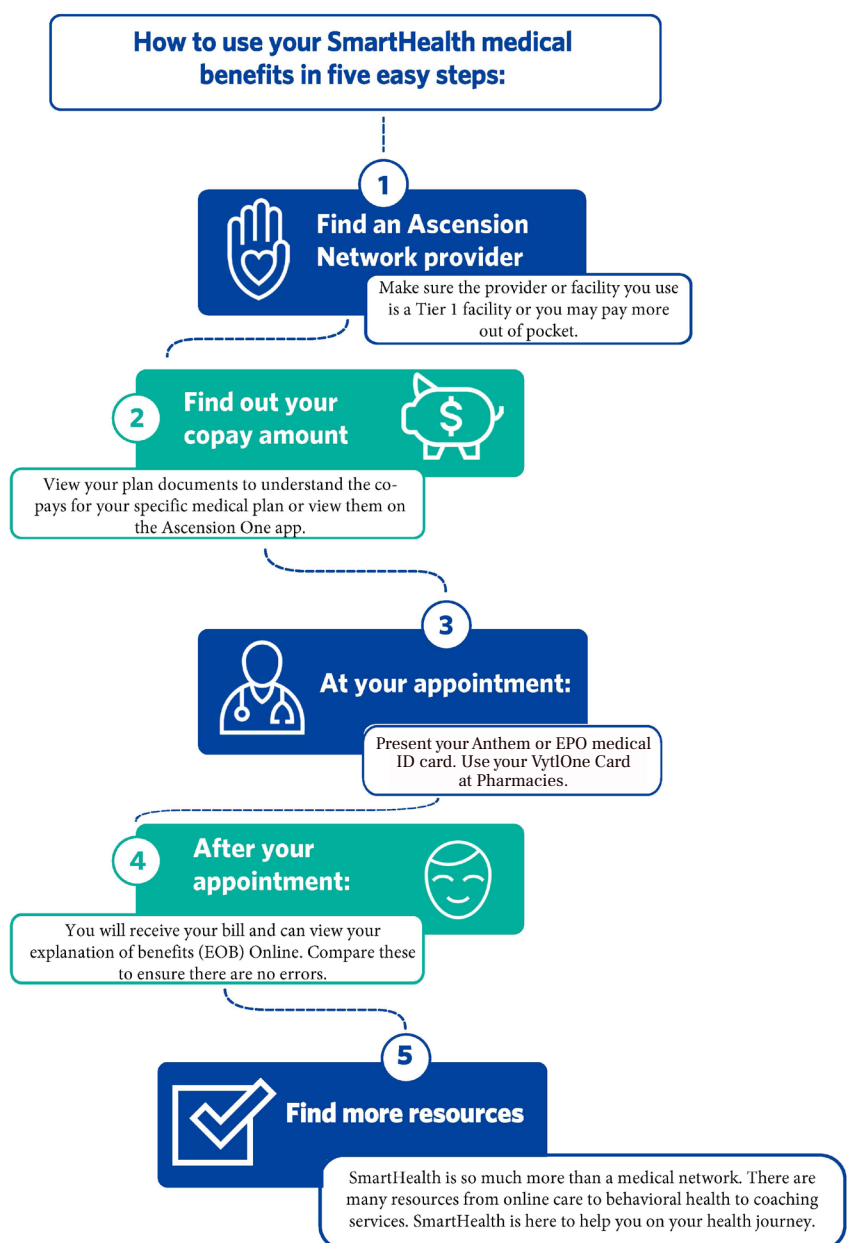 How to use your SmartHealth medical
benefits in five easy steps:
1
Find an Ascension
Network provider
Make sure the provider or facility you use
is a Tier 1 facility or you may pay more
out of pocket.
2
Find out your
copay amount
$
View your plan documents to understand the co-
pays for your specific medical plan or view them on
the Ascension One app.
3
At your appointment:
Present your Anthem or EPO medical
ID card. Use your VytlOne Card
at Pharmacies.
4
After your
appointment:
You will receive your bill and can view your
explanation of benefits (EOB) Online. Compare these
to ensure there are no errors.
5
Find more resources
SmartHealth is so much more than a medical network. There are
many resources from online care to behavioral health to coaching
services. SmartHealth is here to help you on your health journey.